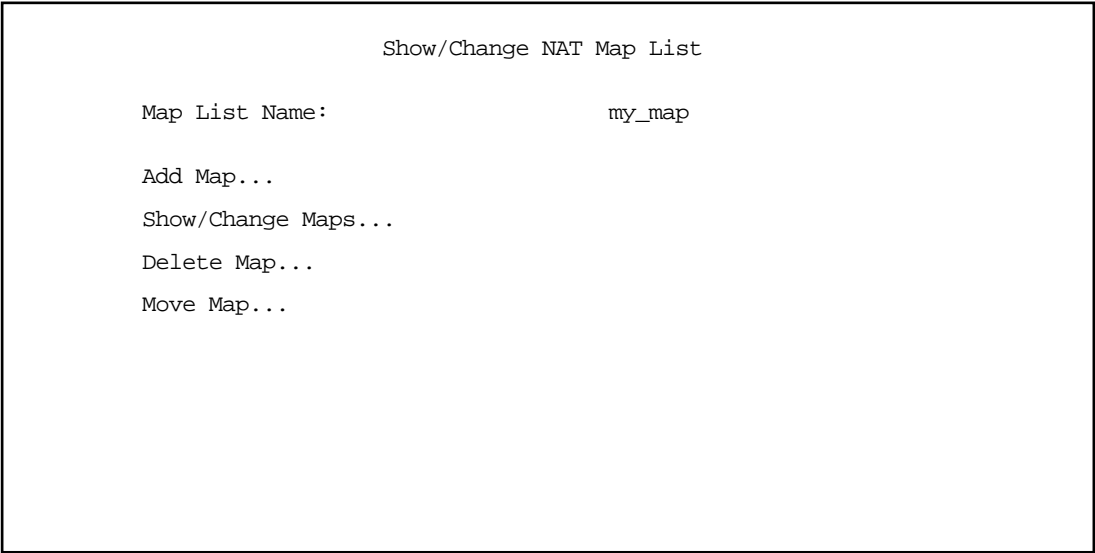 Show/Change NAT Map List
Map List Name: my_map
Add Map...
Show/Change Maps...
Delete Map...
Move Map...